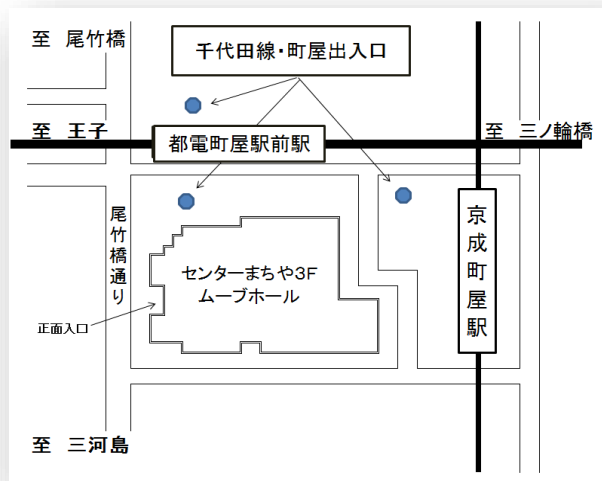 至 尾竹橋
千代田線・町屋出入口
至 王子
都電町屋駅前駅
至 三ノ輪橋
尾竹橋通り
京成町屋駅
センターまちや3F
ムーブホール
正面入口
至 三河島